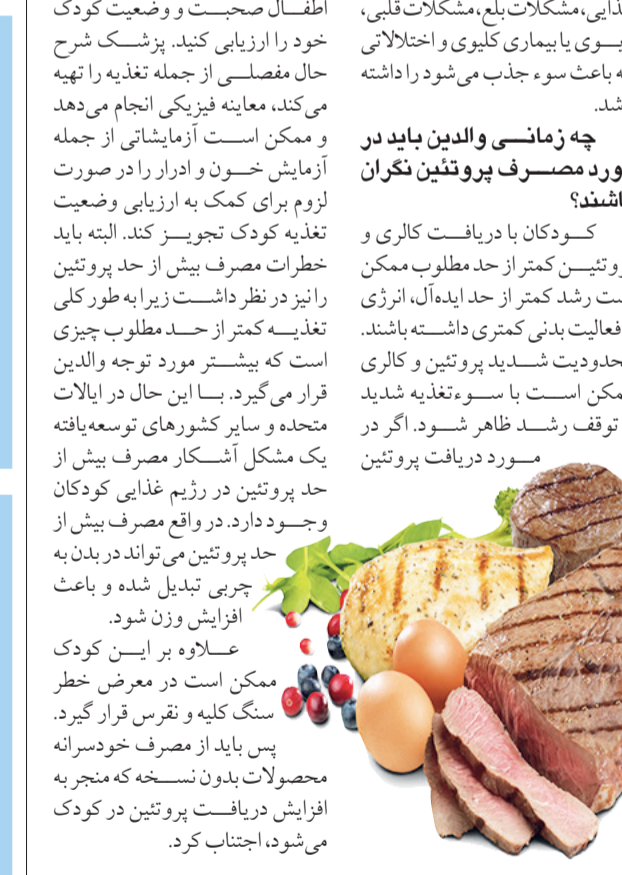 مشکلات بلع، مشکلات قلبی،
یا بیماری کلیوی و اختلالاتی
باعث سوء جذب می‌شود را داشته
چه زمانی والدین باید در
مصرف پروتئین نگران
کودکان با دریافت کالری و
کمتر از حد مطلوب ممکن
رشد کمتر از حد ایده‌آل، انرژی
فعالیت بدنی کمتری داشته باشند.
شدید پروتئین و کالری
است با سوءتغذیه شدید
توقف رشد ظاهر شود. اگر در
مورد دریافت پروتئین
اطفال صحبت و وضعیت کودک
خود را ارزیابی کنید. پزشک شرح
حال مفصلی از جمله تغذیه را تهیه
می‌کند، معاینه فیزیکی انجام می‌دهد
و ممکن است آزمایشاتی از جمله
آزمایش خون و ادرار را در صورت
لزوم برای کمک به ارزیابی وضعیت
تغذیه کودک تجویز کند. البته باید
خطرات مصرف بیش از حد پروتئین
را نیز در نظر داشت زیرا به طور کلی
تغذیه کمتر از حد مطلوب چیزی
است که بیشتر مورد توجه والدین
قرار می‌گیرد. با این حال در ایالات
متحده و سایر کشورهای توسعه‌یافته
یک مشکل آشکار مصرف بیش از
حد پروتئین در رژیم غذایی کودکان
وجود دارد. در واقع مصرف بیش از
حد پروتئین می‌تواند در بدن به
چربی تبدیل شده و باعث
افزایش وزن شود.
علاوه بر این کودک
ممکن است در معرض خطر
سنگ کلیه و نقرس قرار گیرد.
پس باید از مصرف خودسرانه
محصولات بدون نسخه که منجر به
افزایش دریافت پروتئین در کودک
می‌شود، اجتناب کرد.